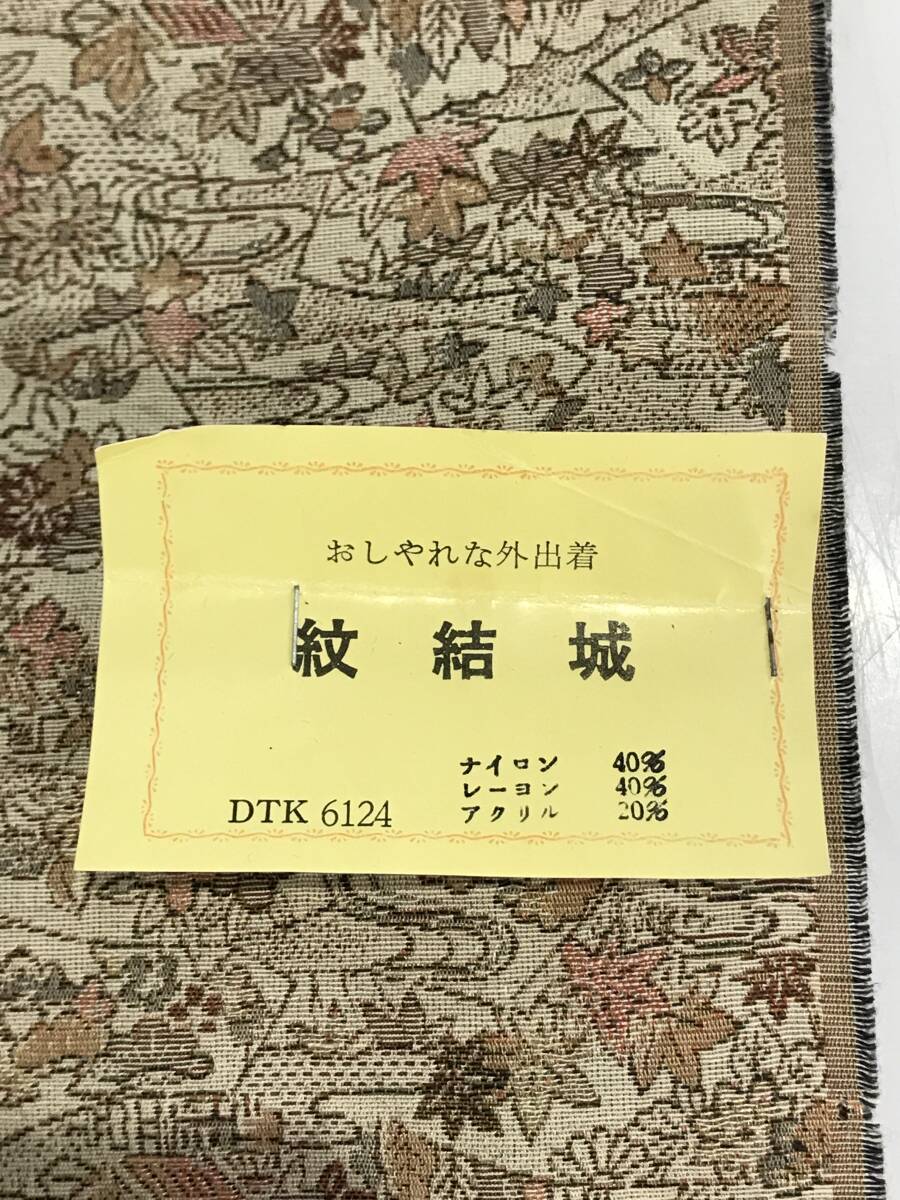 おしやれな外出着
紋結城
ナイロン 40%
レーヨン 40%
アクリル 20%
DTK 6124